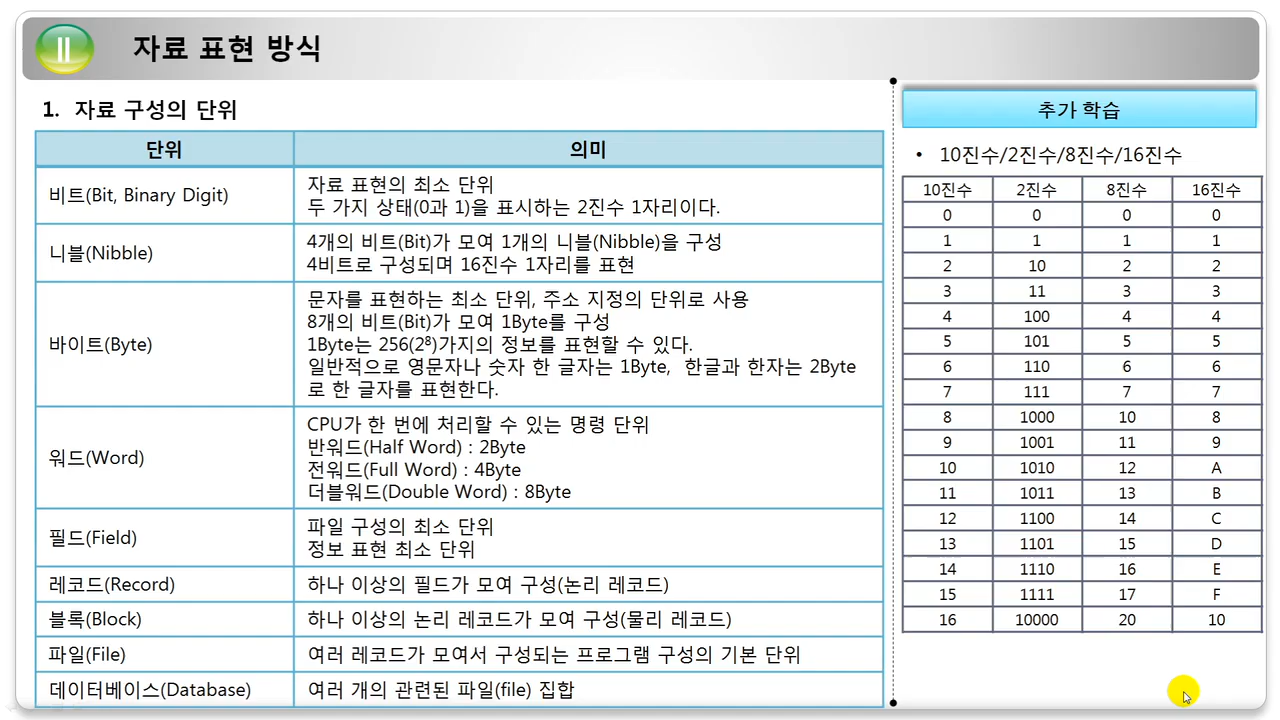 II 자료 표현 방식
1. 자료 구성의 단위
단위 의미
비트(Bit, Binary Digit)
자료 표현의 최소 단위
두 가지 상태(0과 1)을 표시하는 2진수 1자리이다.
니블(Nibble)
4개의 비트(Bit)가 모여 1개의 니블(Nibble)을 구성
4비트로 구성되며 16진수 1자리를 표현
바이트(Byte)
문자를 표현하는 최소 단위, 주소 지정의 단위로 사용
8개의 비트(Bit)가 모여 1Byte를 구성
1Byte는 256(2⁸)가지의 정보를 표현할 수 있다.
일반적으로 영문자나 숫자 한 글자는 1Byte, 한글과 한자는 2Byte
로 한 글자를 표현한다.
워드(Word)
CPU가 한 번에 처리할 수 있는 명령 단위
반워드(Half Word) : 2Byte
전워드(Full Word) : 4Byte
더블워드(Double Word) : 8Byte
필드(Field)
파일 구성의 최소 단위
정보 표현 최소 단위
레코드(Record) 하나 이상의 필드가 모여 구성(논리 레코드)
블록(Block) 하나 이상의 논리 레코드가 모여 구성(물리 레코드)
파일(File) 여러 레코드가 모여서 구성되는 프로그램 구성의 기본 단위
데이터베이스(Database) 여러 개의 관련된 파일(file) 집합
추가 학습
• 10진수/2진수/8진수/16진수
10진수 2진수 8진수 16진수
0 0 0 0
1 1 1 1
2 10 2 2
3 11 3 3
4 100 4 4
5 101 5 5
6 110 6 6
7 111 7 7
8 1000 10 8
9 1001 11 9
10 1010 12 A
11 1011 13 B
12 1100 14 C
13 1101 15 D
14 1110 16 E
15 1111 17 F
16 10000 20 10